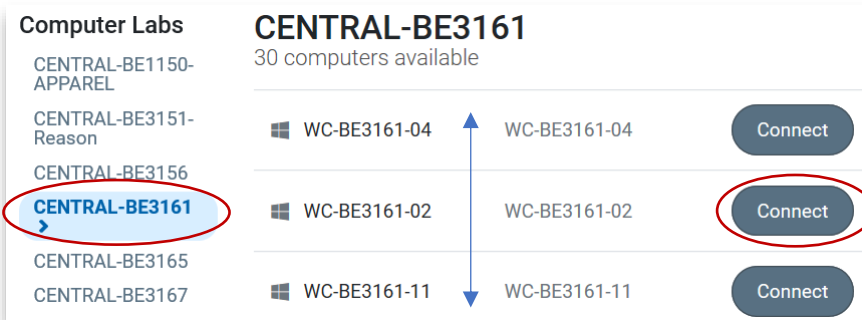 Computer Labs
CENTRAL-BE1150-
APPAREL
CENTRAL-BE3151-
Reason
CENTRAL-BE3156
CENTRAL-BE3161
CENTRAL-BE3165
CENTRAL-BE3167
CENTRAL-BE3161
30 computers available
WC-BE3161-04 WC-BE3161-04 Connect
WC-BE3161-02 WC-BE3161-02 Connect
WC-BE3161-11 WC-BE3161-11 Connect